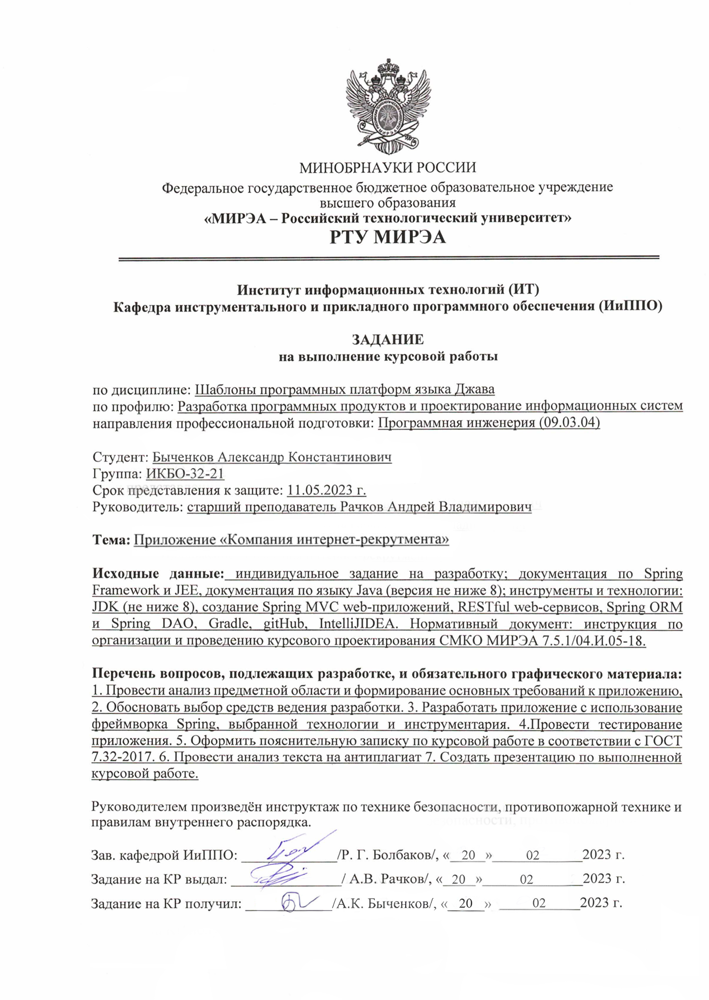 МИНОБРНАУКИ РОССИИ
Федеральное государственное бюджетное образовательное учреждение
высшего образования
«МИРЭА – Российский технологический университет»
РТУ МИРЭА
Институт информационных технологий (ИТ)
Кафедра инструментального и прикладного программного обеспечения (ИиППО)
ЗАДАНИЕ
на выполнение курсовой работы
по дисциплине: Шаблоны программных платформ языка Джава
по профилю: Разработка программных продуктов и проектирование информационных систем
направления профессиональной подготовки: Программная инженерия (09.03.04)
Студент: Быченков Александр Константинович
Группа: ИКБО-32-21
Срок представления к защите: 11.05.2023 г.
Руководитель: старший преподаватель Рачков Андрей Владимирович
Тема: Приложение «Компания интернет-рекрутмента»
Исходные данные: индивидуальное задание на разработку; документация по Spring
Framework и JEE, документация по языку Java (версия не ниже 8); инструменты и технологии:
JDK (не ниже 8), создание Spring MVC web-приложений, RESTful web-сервисов, Spring ORM
и Spring DAO, Gradle, gitHub, IntelliJIDEA. Нормативный документ: инструкция по
организации и проведению курсового проектирования СМКО МИРЭА 7.5.1/04.И.05-18.
Перечень вопросов, подлежащих разработке, и обязательного графического материала:
1. Провести анализ предметной области и формирование основных требований к приложению,
2. Обосновать выбор средств ведения разработки. 3. Разработать приложение с использование
фреймворка Spring, выбранной технологии и инструментария. 4.Провести тестирование
приложения. 5. Оформить пояснительную записку по курсовой работе в соответствии с ГОСТ
7.32-2017. 6. Провести анализ текста на антиплагиат 7. Создать презентацию по выполненной
курсовой работе.
Руководителем произведён инструктаж по технике безопасности, противопожарной технике и
правилам внутреннего распорядка.
Зав. кафедрой ИиППО: ______________/Р. Г. Болбаков/, «_20_»_____02_____2023 г.
Задание на КР выдал: ________________/ А.В. Рачков/, «_20_»_____02_____2023 г.
Задание на КР получил: _____________/А.К. Быченков/, «_20_» _____02_____2023 г.